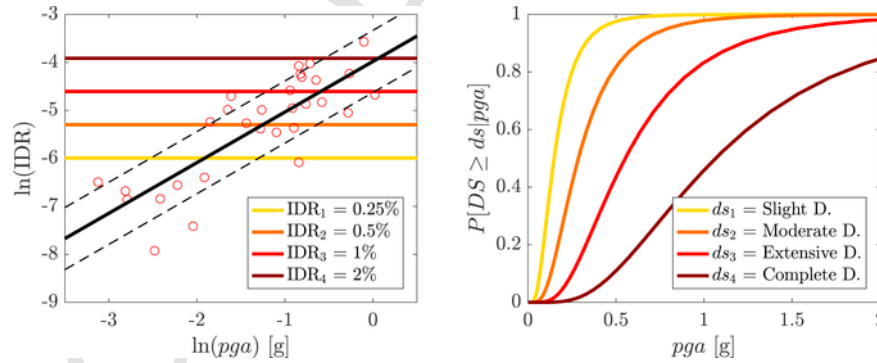 -3
-4
-5
-6
-7
-8
-9
ln(IDR)
IDR₁ = 0.25%
IDR₂ = 0.5%
IDR₃ = 1%
IDR₄ = 2%
-3 -2 -1 0
ln(pga) [g]
1
0.8
0.6
0.4
0.2
0
P[DS ≥ ds|pga]
ds₁ = Slight D.
ds₂ = Moderate D.
ds₃ = Extensive D.
ds₄ = Complete D.
0 0.5 1 1.5 2
pga [g]